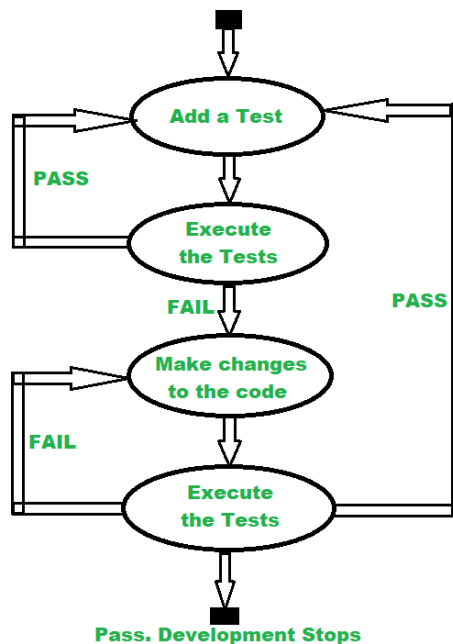 Add a Test
PASS
Execute
the Tests
FAIL
PASS
Make changes
to the code
FAIL
Execute
the Tests
Pass. Development Stops